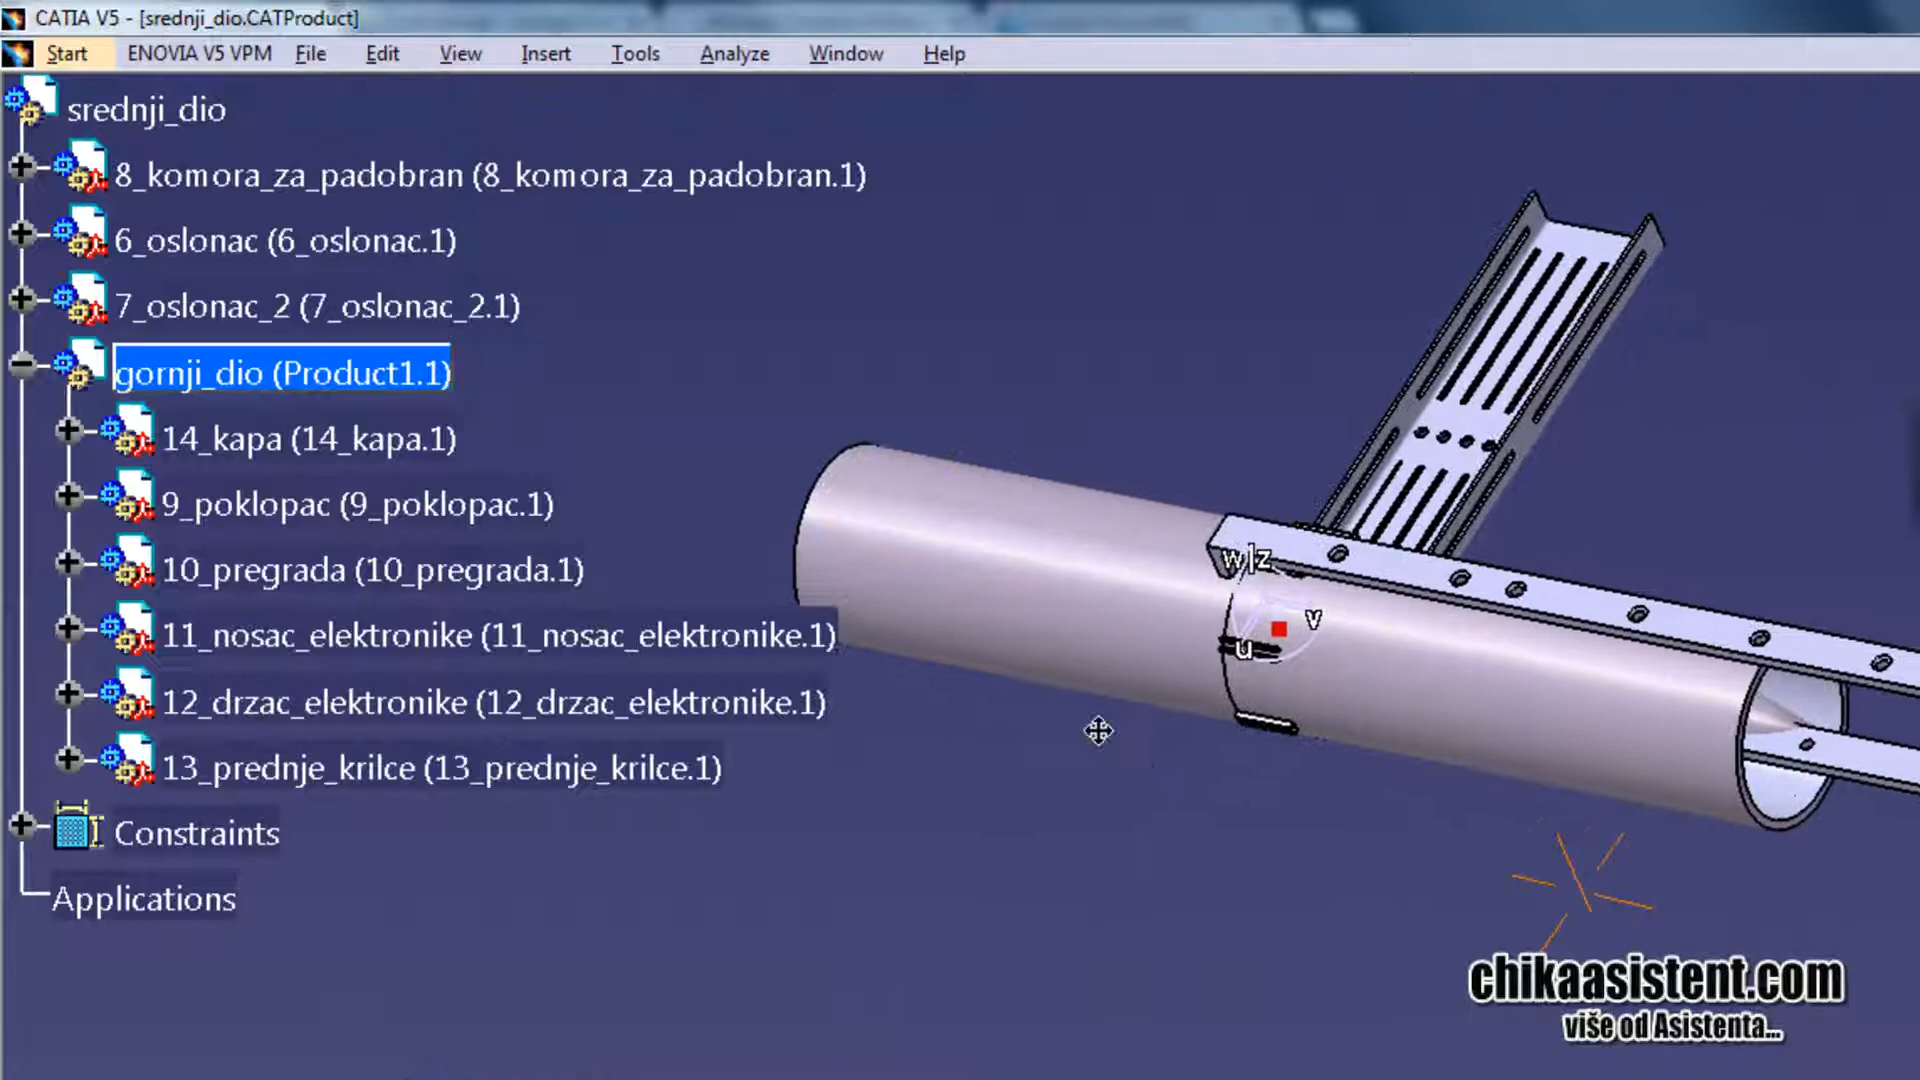 CATIA V5 - [srednji_dio.CATProduct]
Start ENOVIA V5 VPM File Edit View Insert Tools Analyze Window Help
srednji_dio
8_komora_za_padobran (8_komora_za_padobran.1)
6_oslonac (6_oslonac.1)
7_oslonac_2 (7_oslonac_2.1)
gornji_dio (Product1.1)
14_kapa (14_kapa.1)
9_poklopac (9_poklopac.1)
10_pregrada (10_pregrada.1)
11_nosac_elektronike (11_nosac_elektronike.1)
12_drzac_elektronike (12_drzac_elektronike.1)
13_prednje_krilce (13_prednje_krilce.1)
Constraints
Applications
w|z
v
u
chikaasistent.com
više od Asistenta...